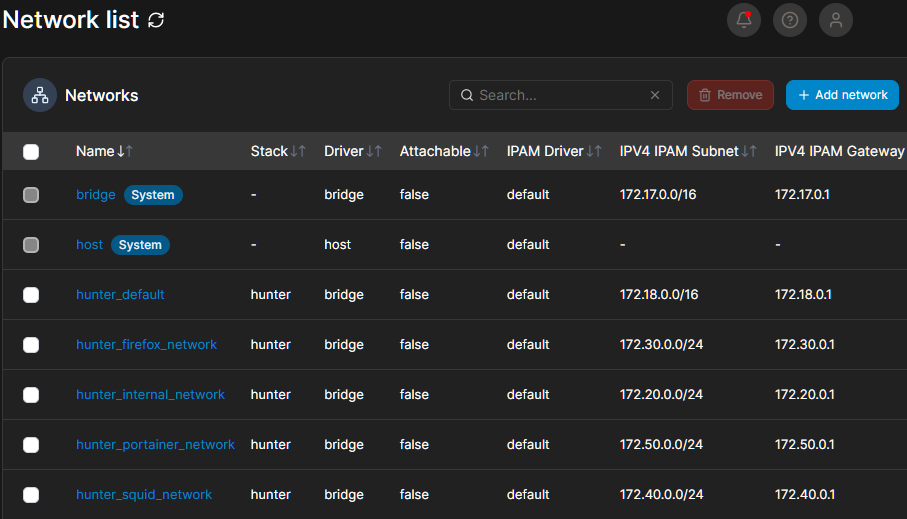 Network list
Networks
Search...
Remove
+ Add network
Name Stack Driver Attachable IPAM Driver IPV4 IPAM Subnet IPV4 IPAM Gateway
bridge System - bridge false default 172.17.0.0/16 172.17.0.1
host System - host false default - -
hunter_default hunter bridge false default 172.18.0.0/16 172.18.0.1
hunter_firefox_network hunter bridge false default 172.30.0.0/24 172.30.0.1
hunter_internal_network hunter bridge false default 172.20.0.0/24 172.20.0.1
hunter_portainer_network hunter bridge false default 172.50.0.0/24 172.50.0.1
hunter_squid_network hunter bridge false default 172.40.0.0/24 172.40.0.1